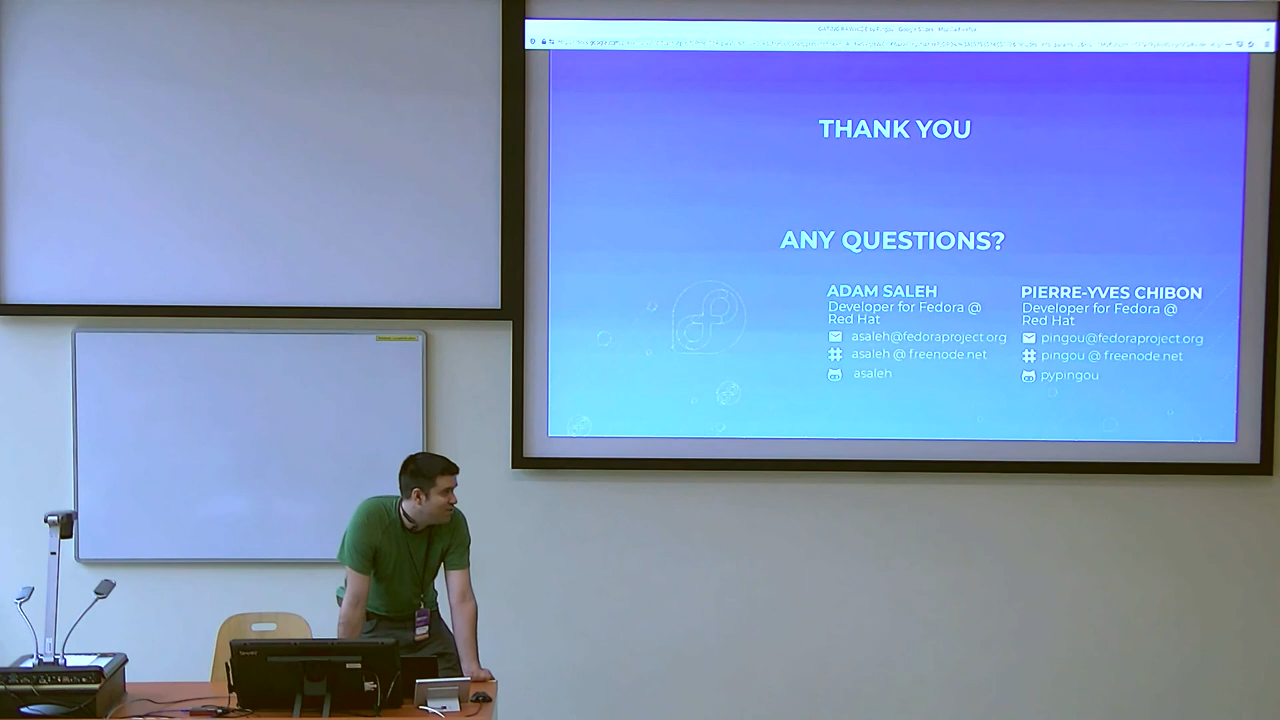 THANK YOU
ANY QUESTIONS?
ADAM SALEH
Developer for Fedora @
Red Hat
asaleh@fedoraproject.org
asaleh @ freenode.net
asaleh
PIERRE-YVES CHIBON
Developer for Fedora @
Red Hat
pingou@fedoraproject.org
pingou @ freenode.net
pypingou